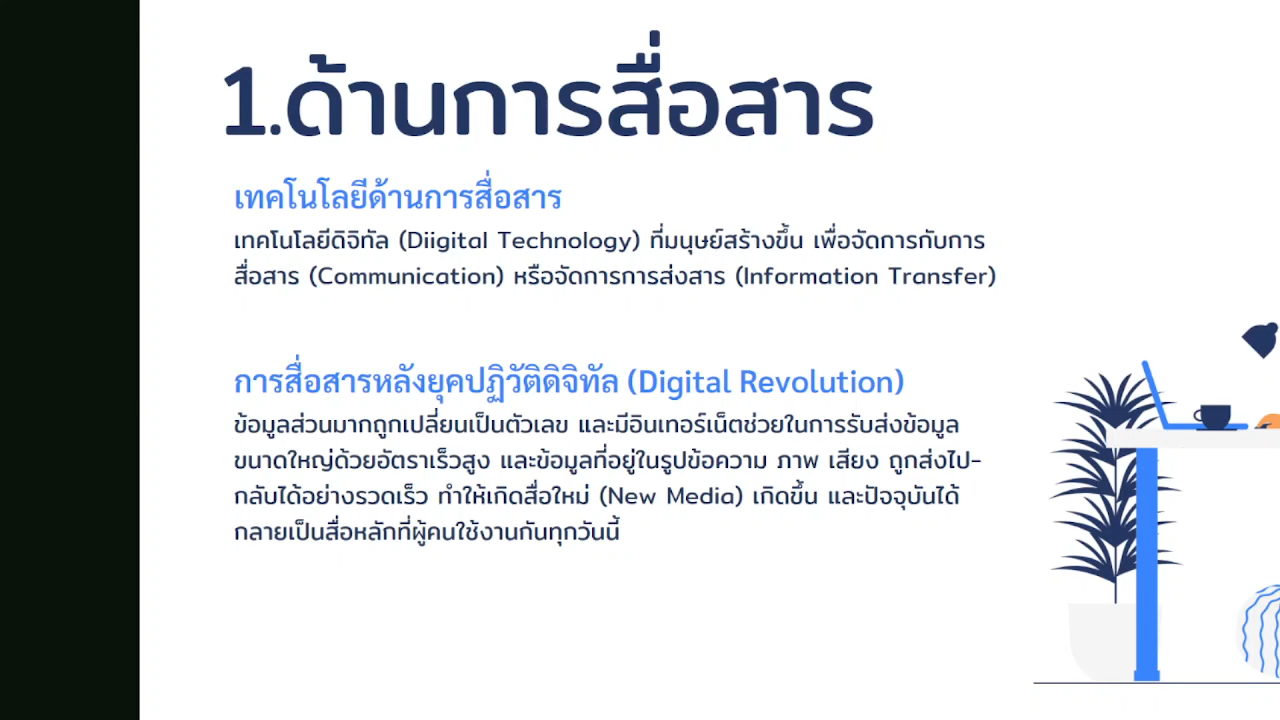 1.ด้านการสื่อสาร
เทคโนโลยีด้านการสื่อสาร
เทคโนโลยีดิจิทัล (Diigital Technology) ที่มนุษย์สร้างขึ้น เพื่อจัดการกับการ
สื่อสาร (Communication) หรือจัดการการส่งสาร (Information Transfer)
การสื่อสารหลังยุคปฏิวัติดิจิทัล (Digital Revolution)
ข้อมูลส่วนมากถูกเปลี่ยนเป็นตัวเลข และมีอินเทอร์เน็ตช่วยในการรับส่งข้อมูล
ขนาดใหญ่ด้วยอัตราเร็วสูง และข้อมูลที่อยู่ในรูปข้อความ ภาพ เสียง ถูกส่งไป-
กลับได้อย่างรวดเร็ว ทำให้เกิดสื่อใหม่ (New Media) เกิดขึ้น และปัจจุบันได้
กลายเป็นสื่อหลักที่ผู้คนใช้งานกันทุกวันนี้